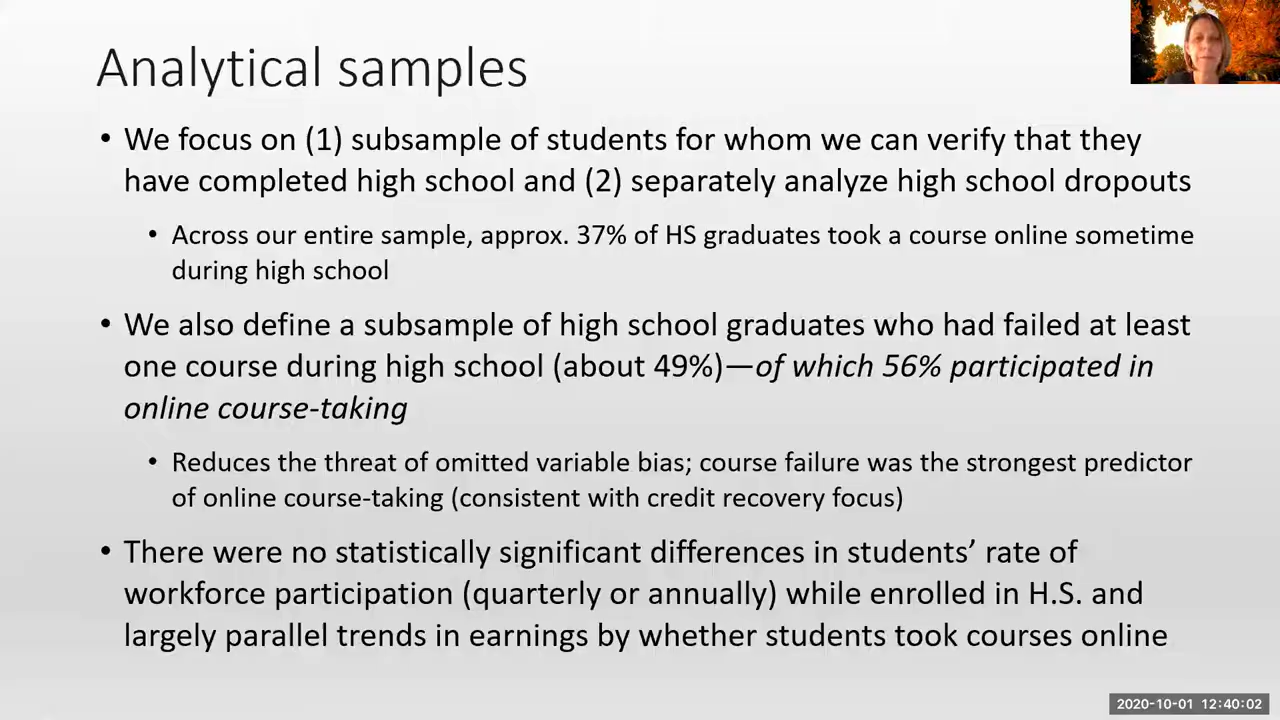 Analytical samples
• We focus on (1) subsample of students for whom we can verify that they
have completed high school and (2) separately analyze high school dropouts
• Across our entire sample, approx. 37% of HS graduates took a course online sometime
during high school
• We also define a subsample of high school graduates who had failed at least
one course during high school (about 49%)—of which 56% participated in
online course-taking
• Reduces the threat of omitted variable bias; course failure was the strongest predictor
of online course-taking (consistent with credit recovery focus)
• There were no statistically significant differences in students’ rate of
workforce participation (quarterly or annually) while enrolled in H.S. and
largely parallel trends in earnings by whether students took courses online
2020-10-01 12:40:02